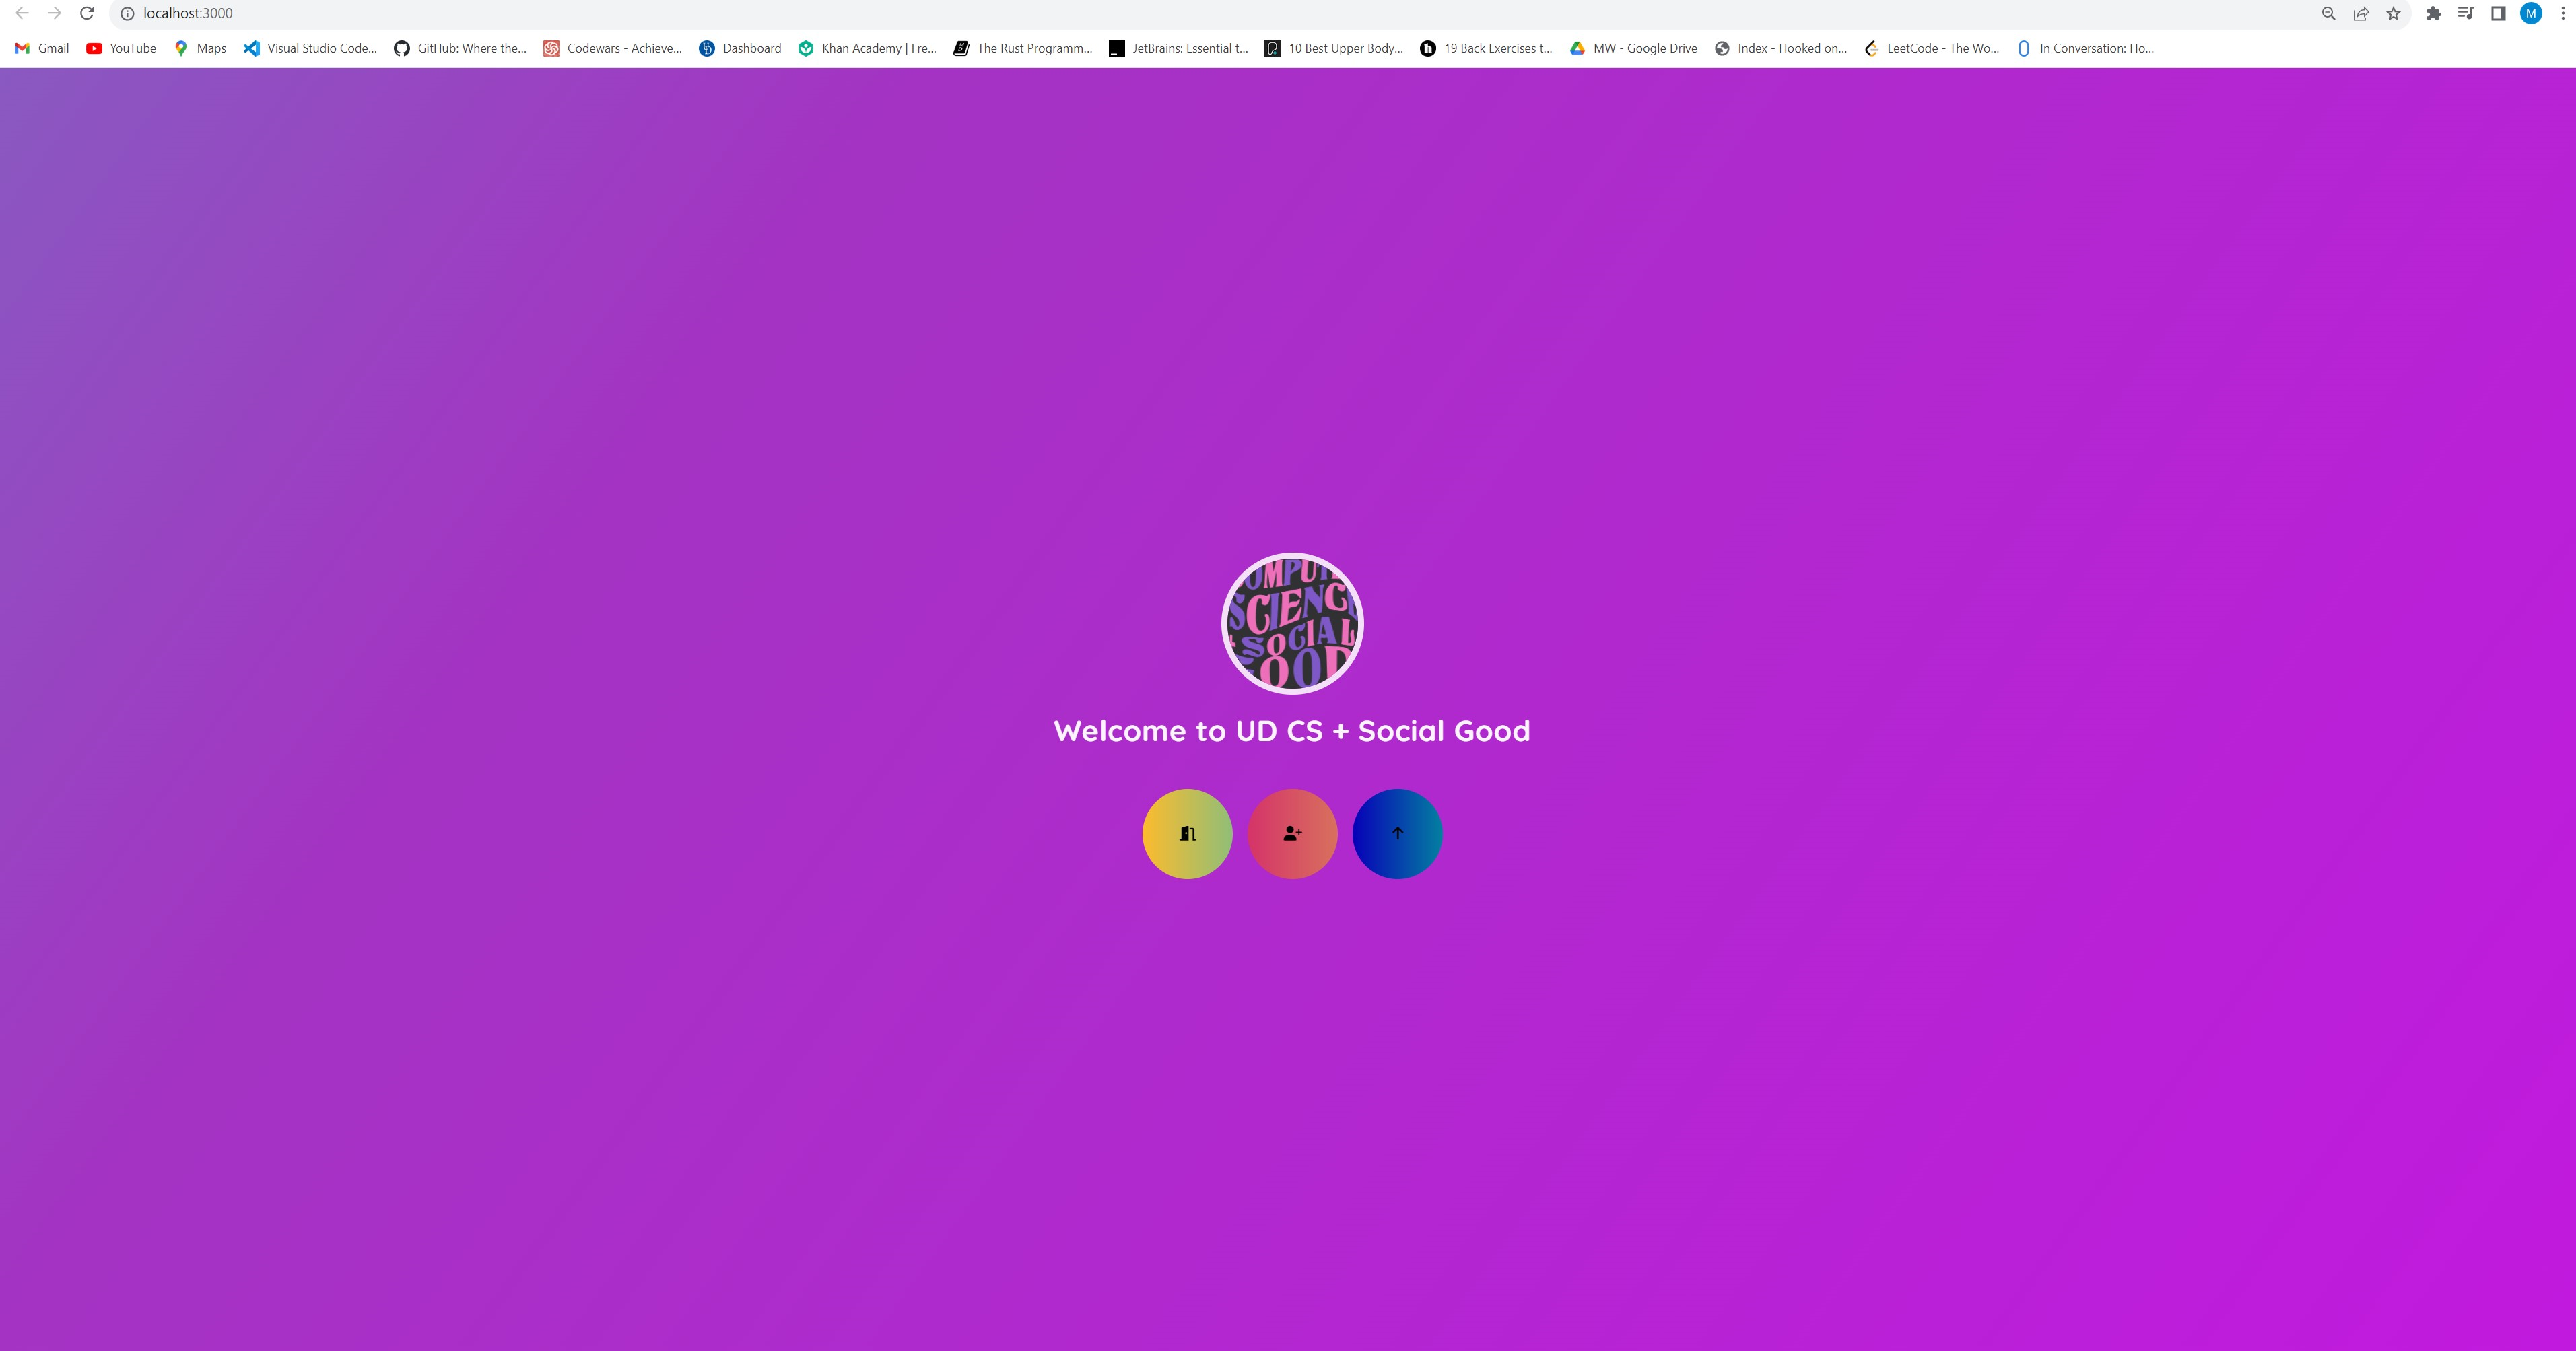 localhost:3000
M
Gmail YouTube Maps Visual Studio Code... GitHub: Where the... Codewars - Achieve... Dashboard Khan Academy | Fre... The Rust Programm... JetBrains: Essential t... 10 Best Upper Body... 19 Back Exercises t... MW - Google Drive Index - Hooked on... LeetCode - The Wo... In Conversation: Ho...
OMPUT
SCIENC
SOCIAL
OOD
Welcome to UD CS + Social Good